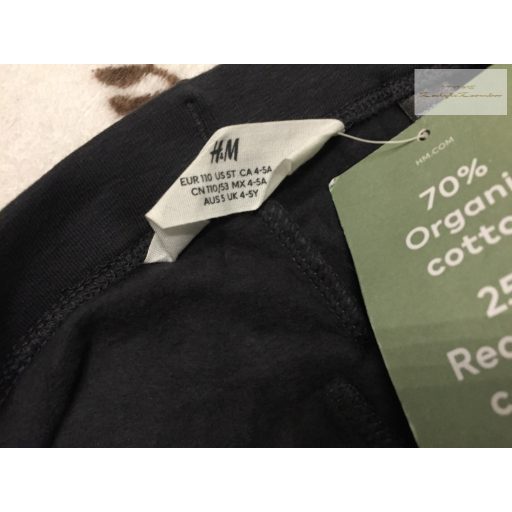 H&M
EUR 110 US 5T CA 4-5A
CN 110/53 MX 4-5A
AUS 5 UK 4-5Y
HM.COM
70%
Organi
cotto
25
Rec
c